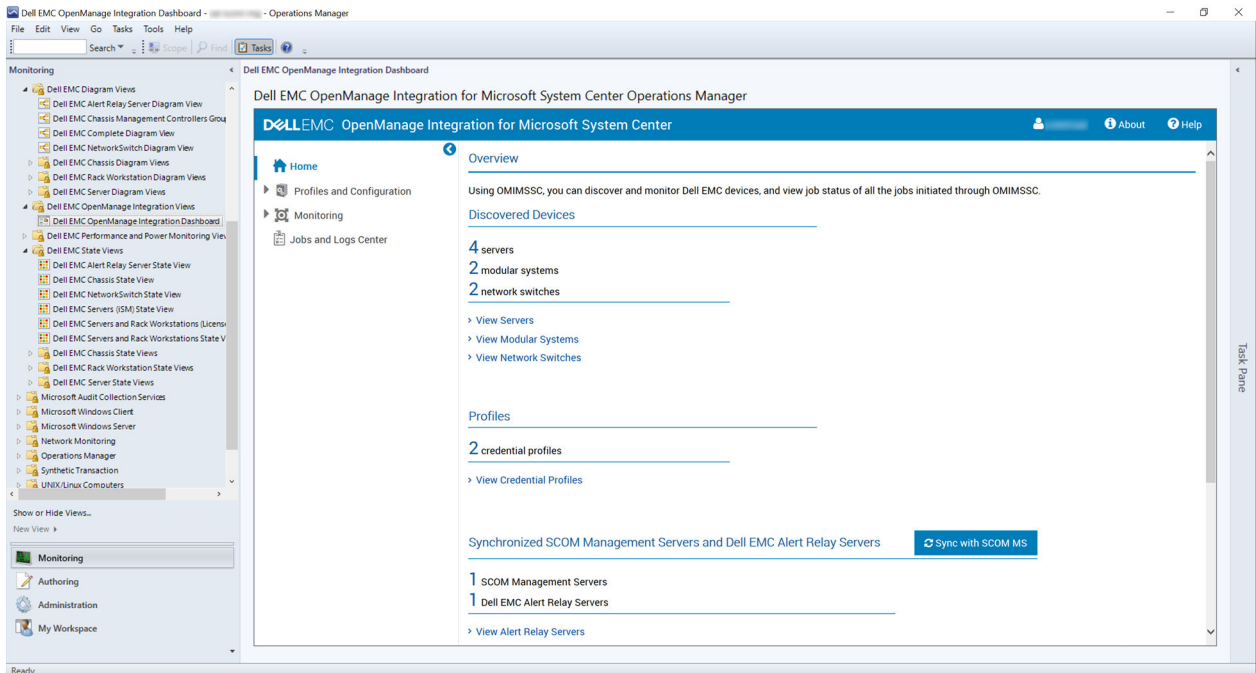 Dell EMC OpenManage Integration Dashboard - - Operations Manager
File Edit View Go Tasks Tools Help
Search Scope Find Tasks
Monitoring
Dell EMC Diagram Views
Dell EMC Alert Relay Server Diagram View
Dell EMC Chassis Management Controllers Grou
Dell EMC Complete Diagram View
Dell EMC NetworkSwitch Diagram View
Dell EMC Chassis Diagram Views
Dell EMC Rack Workstation Diagram Views
Dell EMC Server Diagram Views
Dell EMC OpenManage Integration Views
Dell EMC OpenManage Integration Dashboard
Dell EMC Performance and Power Monitoring View
Dell EMC State Views
Dell EMC Alert Relay Server State View
Dell EMC Chassis State View
Dell EMC NetworkSwitch State View
Dell EMC Servers (iSM) State View
Dell EMC Servers and Rack Workstations (License
Dell EMC Servers and Rack Workstations State V
Dell EMC Chassis State Views
Dell EMC Rack Workstation State Views
Dell EMC Server State Views
Microsoft Audit Collection Services
Microsoft Windows Client
Microsoft Windows Server
Network Monitoring
Operations Manager
Synthetic Transaction
UNIX/Linux Computers
Show or Hide Views...
New View
Monitoring
Authoring
Administration
My Workspace
Ready
Dell EMC OpenManage Integration Dashboard
Dell EMC OpenManage Integration for Microsoft System Center Operations Manager
DELLEMC OpenManage Integration for Microsoft System Center
About
Help
Home
Profiles and Configuration
Monitoring
Jobs and Logs Center
Overview
Using OMIMSSC, you can discover and monitor Dell EMC devices, and view job status of all the jobs initiated through OMIMSSC.
Discovered Devices
4 servers
2 modular systems
2 network switches
> View Servers
> View Modular Systems
> View Network Switches
Profiles
2 credential profiles
> View Credential Profiles
Synchronized SCOM Management Servers and Dell EMC Alert Relay Servers
Sync with SCOM MS
1 SCOM Management Servers
1 Dell EMC Alert Relay Servers
> View Alert Relay Servers
Task Pane